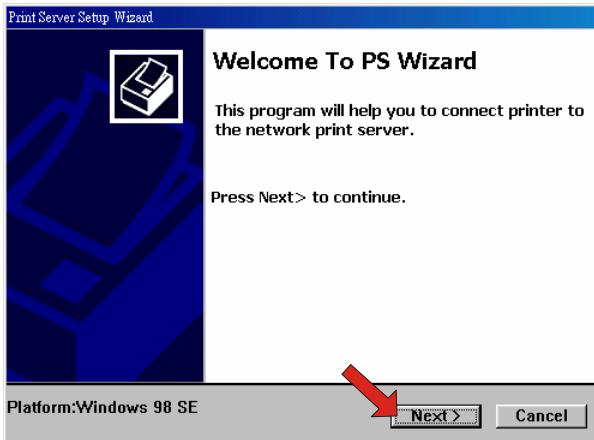 Print Server Setup Wizard
Welcome To PS Wizard
This program will help you to connect printer to
the network print server.
Press Next> to continue.
Platform:Windows 98 SE
Next >
Cancel